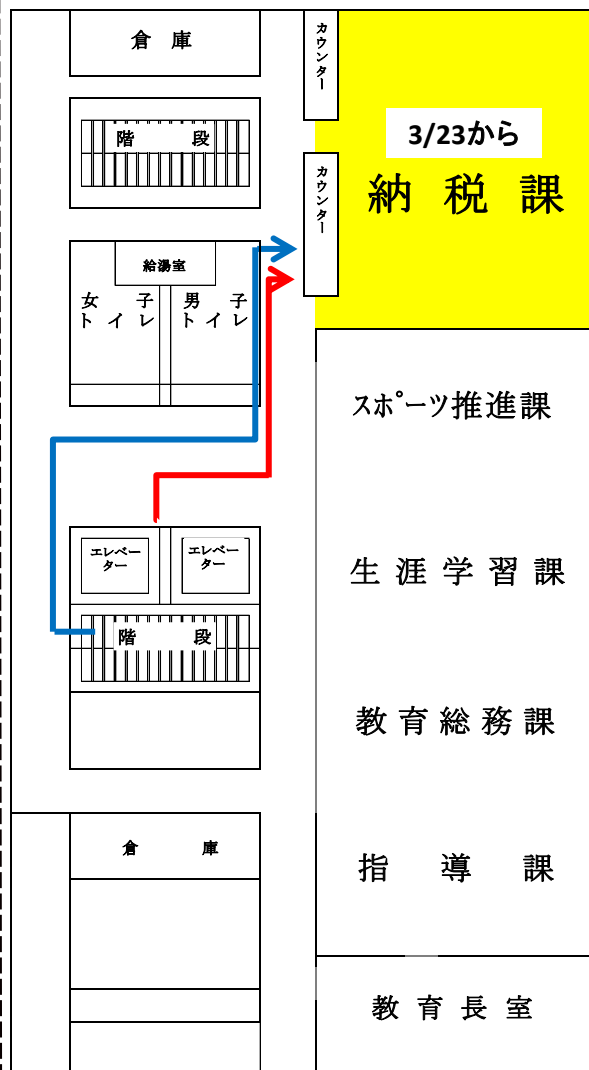 倉庫
カウンター
3/23から
納税課
階段
カウンター
給湯室
女子
トイレ
男子
トイレ
スポーツ推進課
エレベー
ター
エレベー
ター
生涯学習課
階段
教育総務課
倉庫
指導課
教育長室